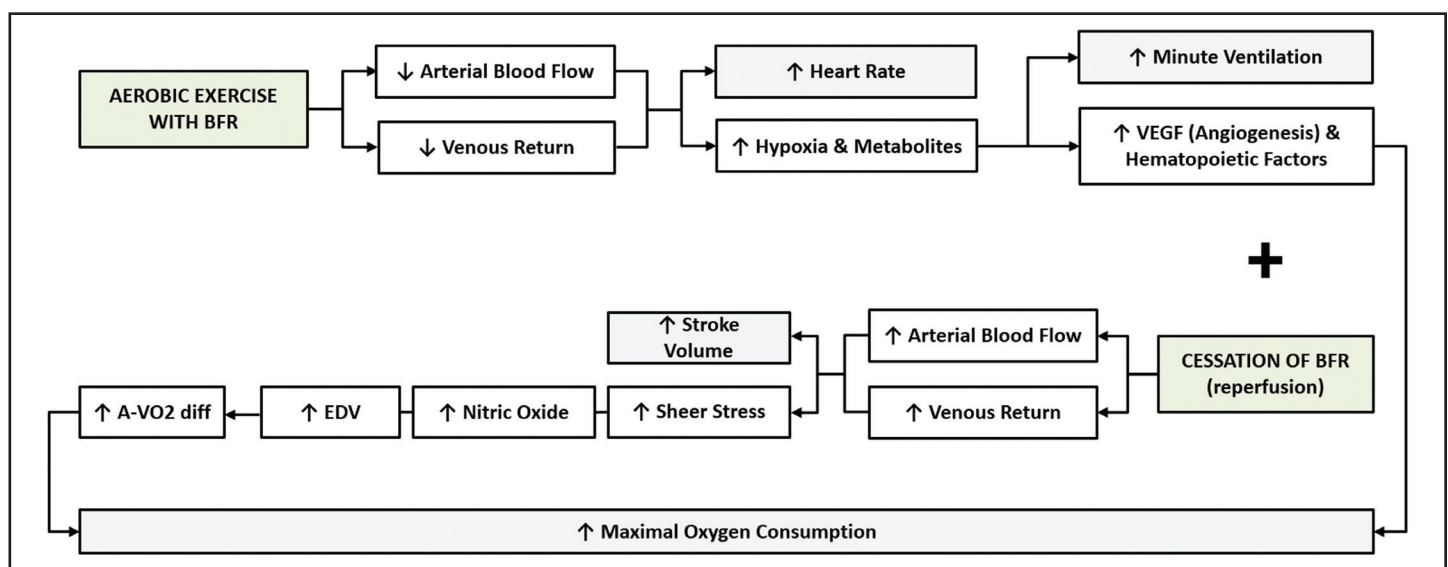 AEROBIC EXERCISE
WITH BFR
↓ Arterial Blood Flow
↓ Venous Return
↑ Heart Rate
↑ Hypoxia & Metabolites
↑ Minute Ventilation
↑ VEGF (Angiogenesis) &
Hematopoietic Factors
+
CESSATION OF BFR
(reperfusion)
↑ Arterial Blood Flow
↑ Venous Return
↑ Stroke
Volume
↑ Sheer Stress
↑ Nitric Oxide
↑ EDV
↑ A-VO2 diff
↑ Maximal Oxygen Consumption